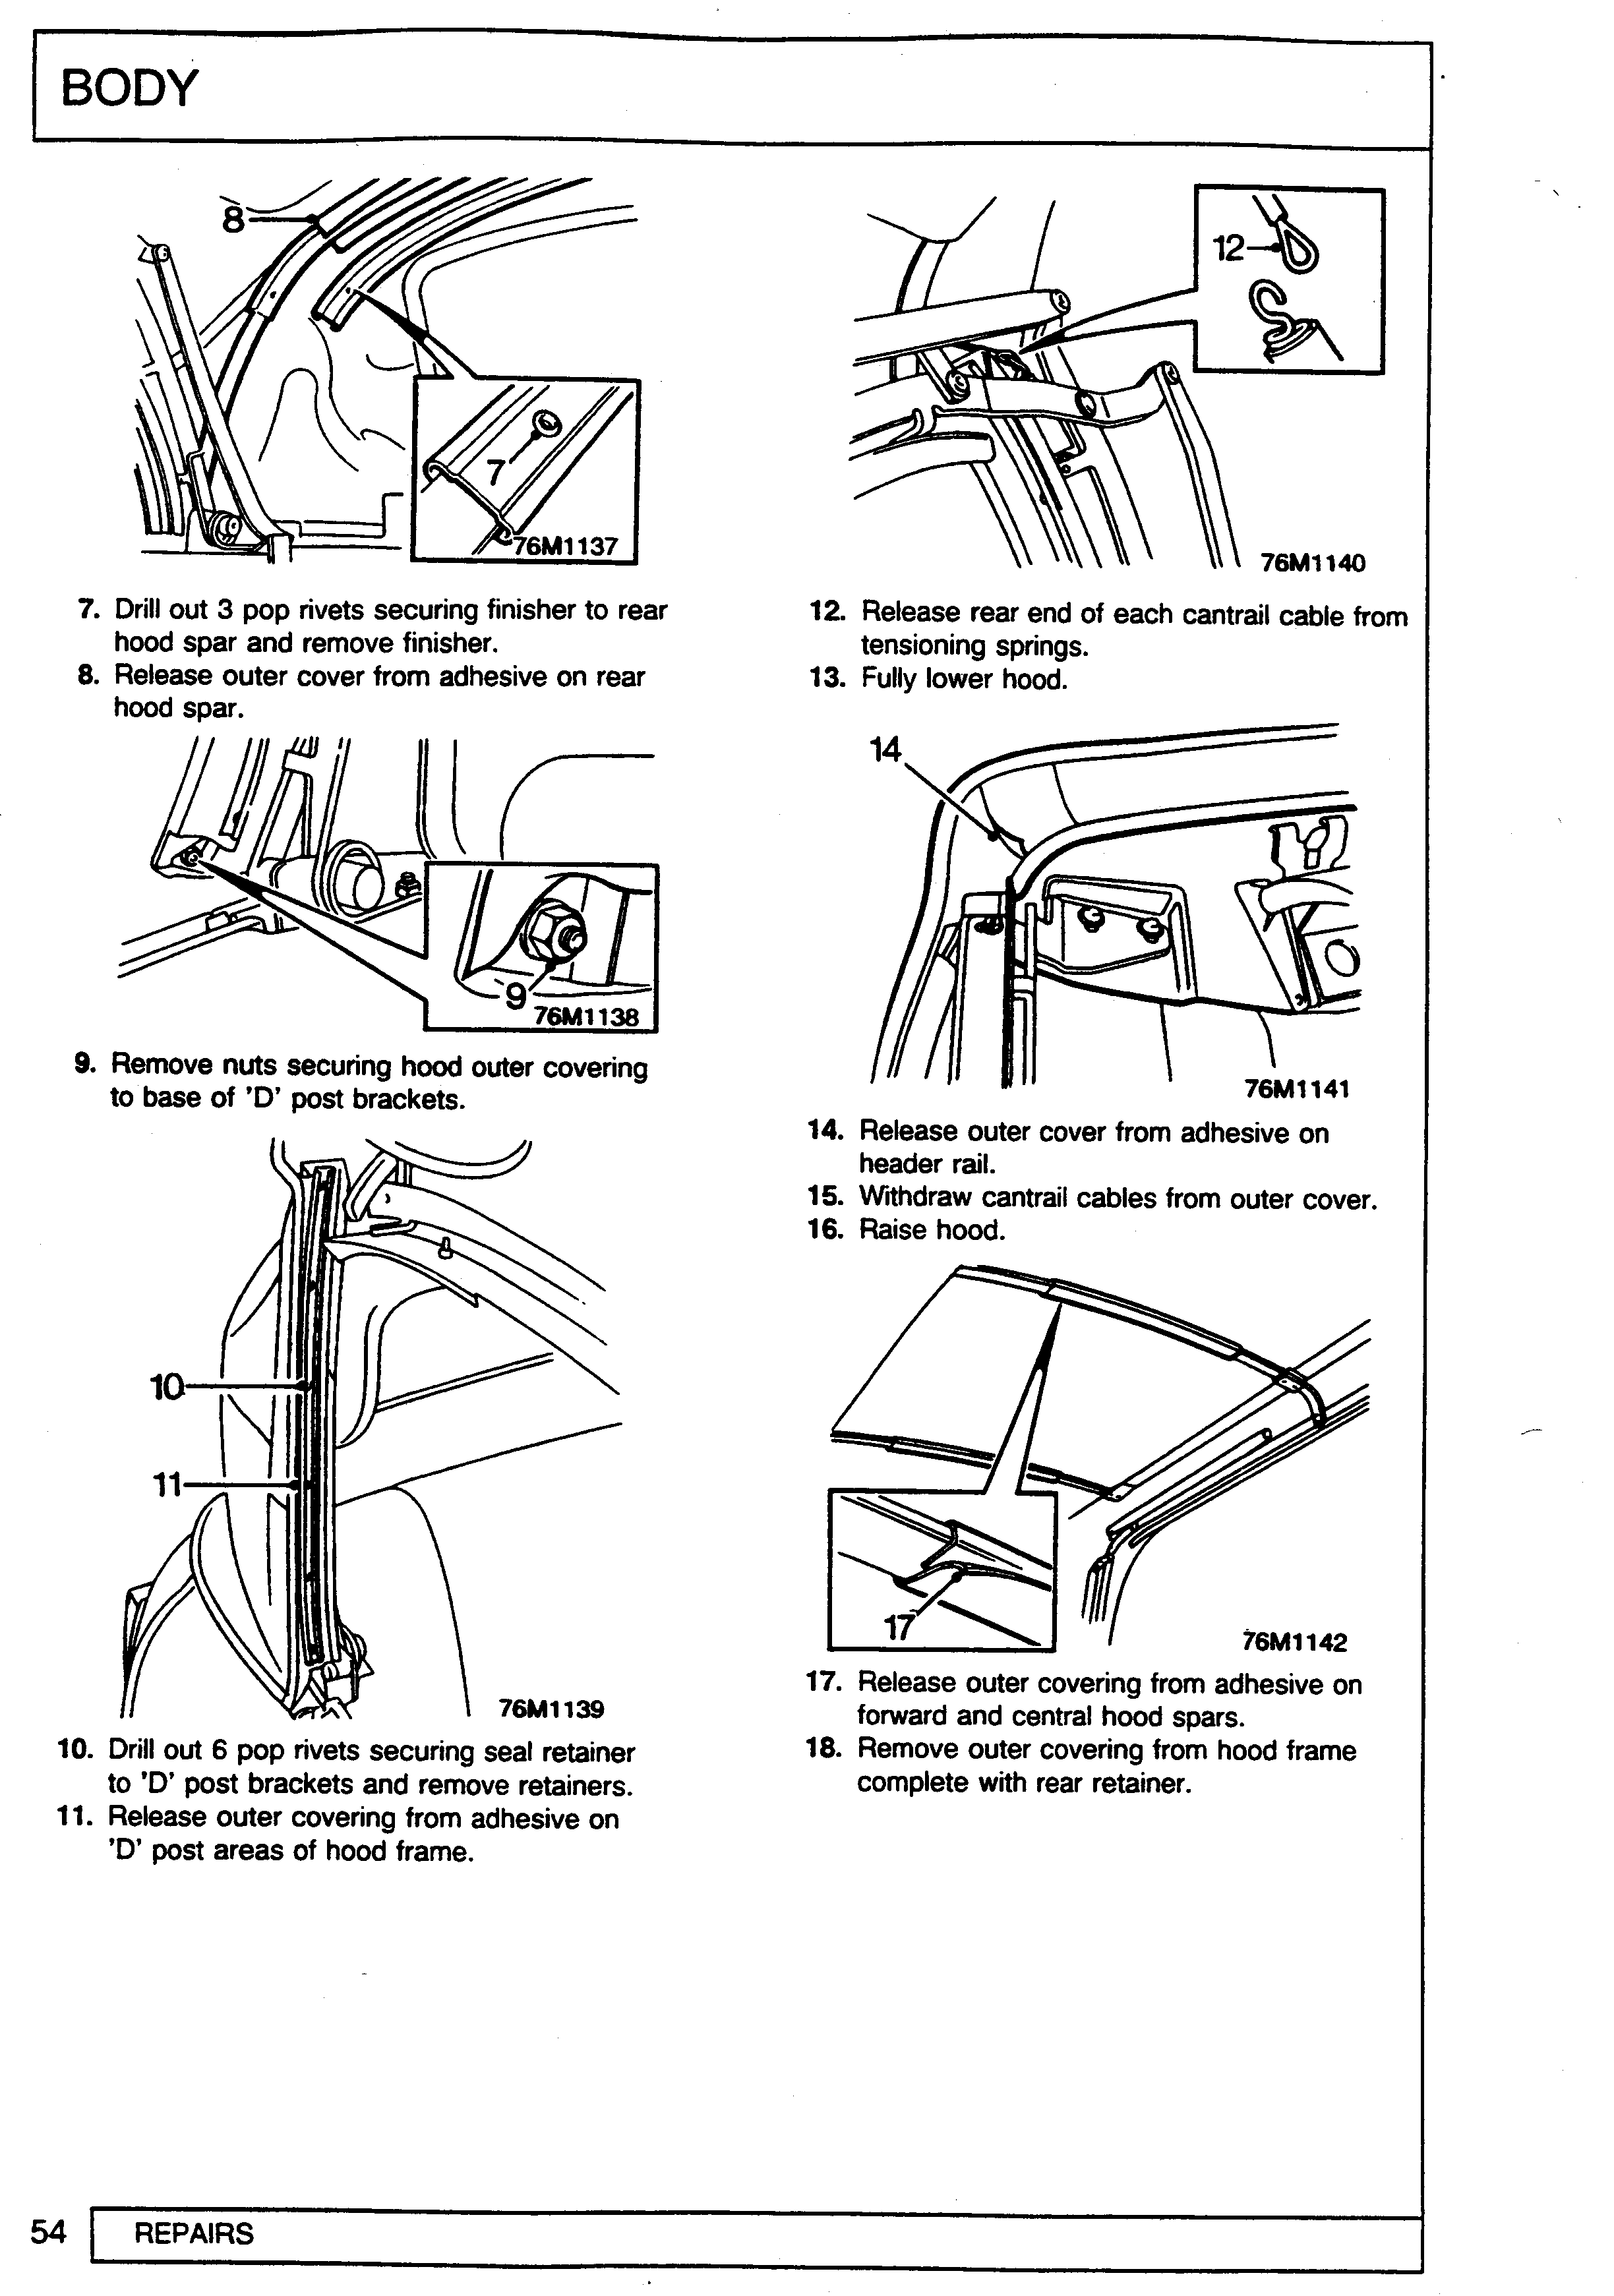 BODY
8
7
76M1137
7. Drill out 3 pop rivets securing finisher to rear
hood spar and remove finisher.
8. Release outer cover from adhesive on rear
hood spar.
9
76M1138
9. Remove nuts securing hood outer covering
to base of 'D' post brackets.
10
11
76M1139
10. Drill out 6 pop rivets securing seal retainer
to 'D' post brackets and remove retainers.
11. Release outer covering from adhesive on
'D' post areas of hood frame.
12
76M1140
12. Release rear end of each cantrail cable from
tensioning springs.
13. Fully lower hood.
14
76M1141
14. Release outer cover from adhesive on
header rail.
15. Withdraw cantrail cables from outer cover.
16. Raise hood.
17
76M1142
17. Release outer covering from adhesive on
forward and central hood spars.
18. Remove outer covering from hood frame
complete with rear retainer.
54 REPAIRS